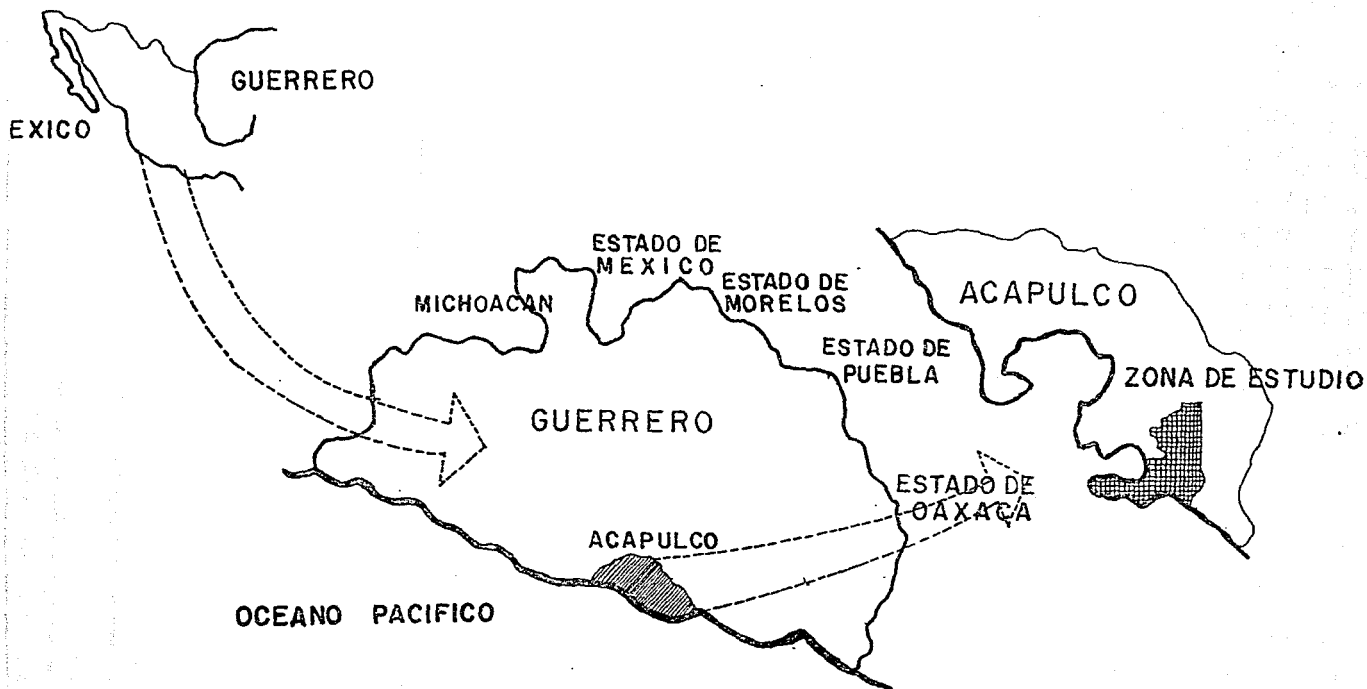 GUERRERO
EXICO
ESTADO DE
MEXICO
MICHOACAN
ESTADO DE
MORELOS
ACAPULCO
ESTADO DE
PUEBLA
ZONA DE ESTUDIO
GUERRERO
ESTADO DE
OAXACA
ACAPULCO
OCEANO PACIFICO